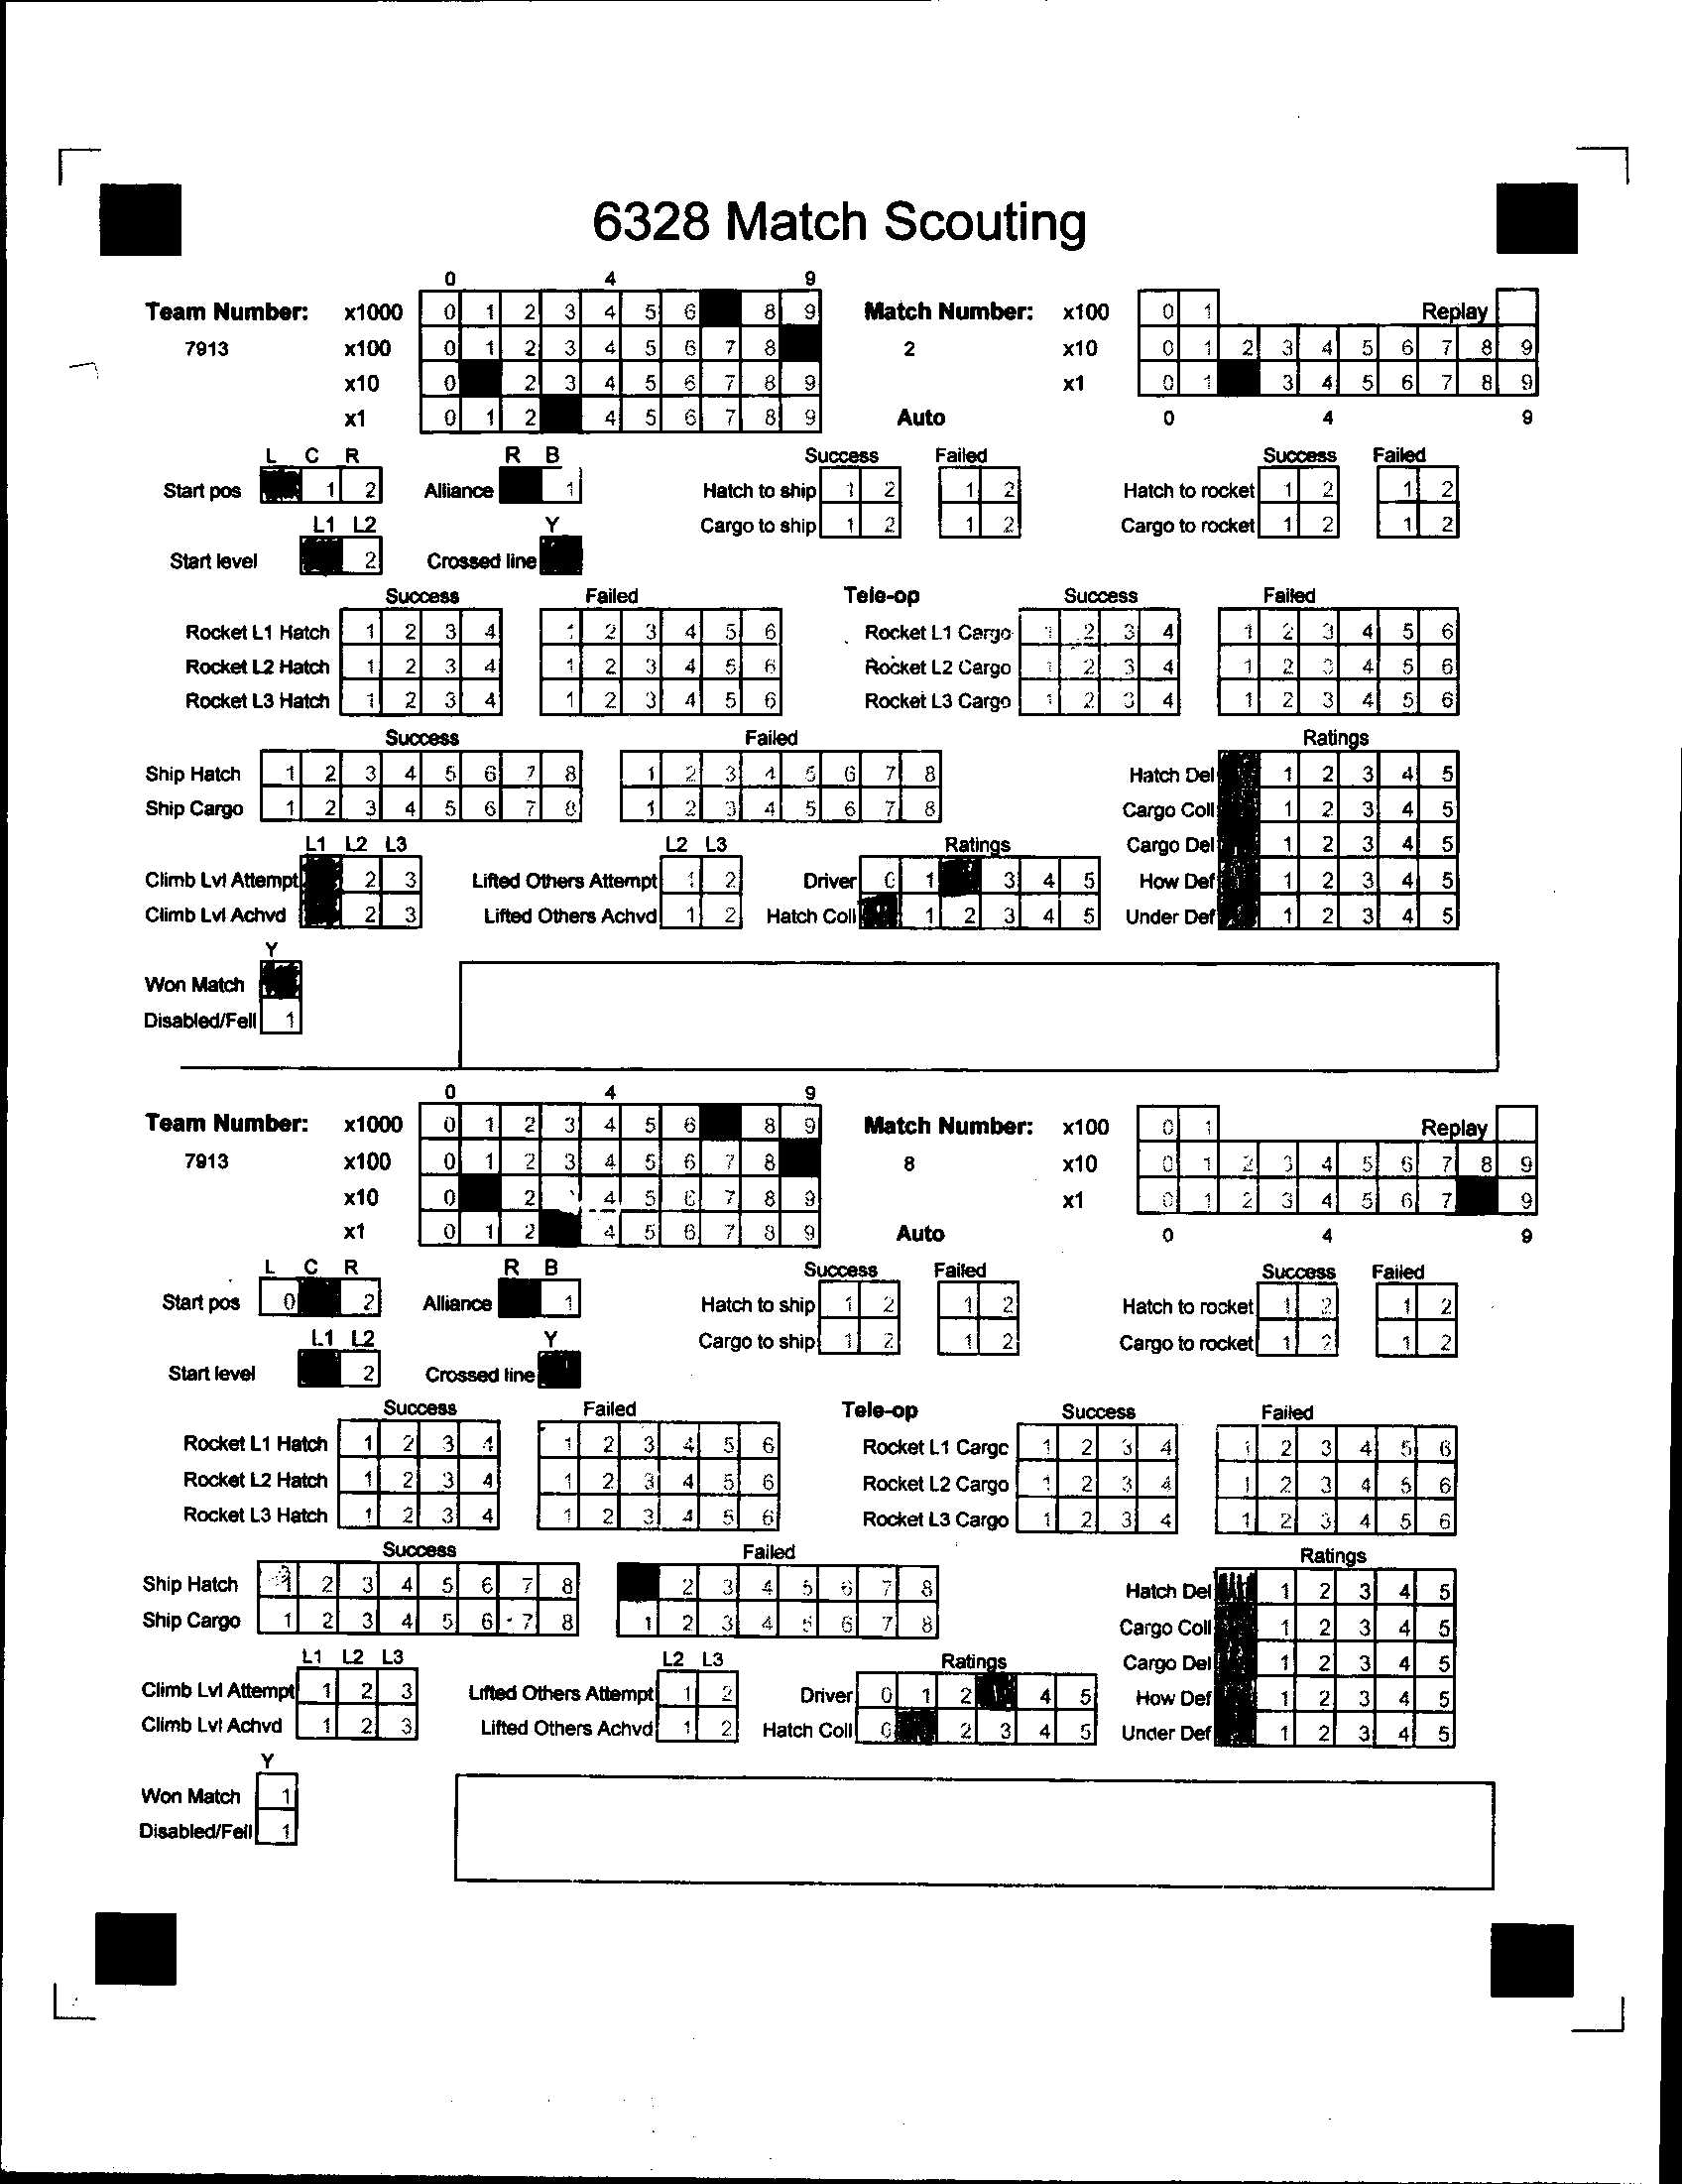 6328 Match Scouting
0 4 9
Team Number: x1000 0 1 2 3 4 5 6 8 9 Match Number: x100 0 1 Replay
7913 x100 0 1 2 3 4 5 6 7 8 2 x10 0 1 2 3 4 5 6 7 8 9
x10 0 2 3 4 5 6 7 8 9 x1 0 1 3 4 5 6 7 8 9
x1 0 1 2 4 5 6 7 8 9 Auto 0 4 9
L C R R B Success Failed Success Failed
Start pos 1 2 Alliance 1 Hatch to ship 1 2 1 2 Hatch to rocket 1 2 1 2
L1 L2 Y Cargo to ship 1 2 1 2 Cargo to rocket 1 2 1 2
Start level 2 Crossed line
Success Failed Tele-op Success Failed
Rocket L1 Hatch 1 2 3 4 1 2 3 4 5 6 Rocket L1 Cargo 1 2 3 4 1 2 3 4 5 6
Rocket L2 Hatch 1 2 3 4 1 2 3 4 5 6 Rocket L2 Cargo 1 2 3 4 1 2 3 4 5 6
Rocket L3 Hatch 1 2 3 4 1 2 3 4 5 6 Rocket L3 Cargo 1 2 3 4 1 2 3 4 5 6
Success Failed Ratings
Ship Hatch 1 2 3 4 5 6 7 8 1 2 3 4 5 6 7 8 Hatch Del 1 2 3 4 5
Ship Cargo 1 2 3 4 5 6 7 8 1 2 3 4 5 6 7 8 Cargo Coll 1 2 3 4 5
L1 L2 L3 L2 L3 Ratings Cargo Del 1 2 3 4 5
Climb Lvl Attempt 2 3 Lifted Others Attempt 1 2 Driver 0 1 3 4 5 How Def 1 2 3 4 5
Climb Lvl Achvd 2 3 Lifted Others Achvd 1 2 Hatch Coll 1 2 3 4 5 Under Def 1 2 3 4 5
Y
Won Match
Disabled/Fell 1
0 4 9
Team Number: x1000 0 1 2 3 4 5 6 8 9 Match Number: x100 0 1 Replay
7913 x100 0 1 2 3 4 5 6 7 8 8 x10 0 1 2 3 4 5 6 7 8 9
x10 0 2 4 5 6 7 8 9 x1 0 1 2 3 4 5 6 7 9
x1 0 1 2 4 5 6 7 8 9 Auto 0 4 9
L C R R B Success Failed Success Failed
Start pos 0 2 Alliance 1 Hatch to ship 1 2 1 2 Hatch to rocket 1 2 1 2
L1 L2 Y Cargo to ship 1 2 1 2 Cargo to rocket 1 2 1 2
Start level 2 Crossed line
Success Failed Tele-op Success Failed
Rocket L1 Hatch 1 2 3 4 1 2 3 4 5 6 Rocket L1 Cargo 1 2 3 4 1 2 3 4 5 6
Rocket L2 Hatch 1 2 3 4 1 2 3 4 5 6 Rocket L2 Cargo 1 2 3 4 1 2 3 4 5 6
Rocket L3 Hatch 1 2 3 4 1 2 3 4 5 6 Rocket L3 Cargo 1 2 3 4 1 2 3 4 5 6
Success Failed Ratings
Ship Hatch 1 2 3 4 5 6 7 8 2 3 4 5 6 7 8 Hatch Del 1 2 3 4 5
Ship Cargo 1 2 3 4 5 6 7 8 1 2 3 4 5 6 7 8 Cargo Coll 1 2 3 4 5
L1 L2 L3 L2 L3 Ratings Cargo Del 1 2 3 4 5
Climb Lvl Attempt 1 2 3 Lifted Others Attempt 1 2 Driver 0 1 2 4 5 How Def 1 2 3 4 5
Climb Lvl Achvd 1 2 3 Lifted Others Achvd 1 2 Hatch Coll 0 2 3 4 5 Under Def 1 2 3 4 5
Y
Won Match 1
Disabled/Fell 1